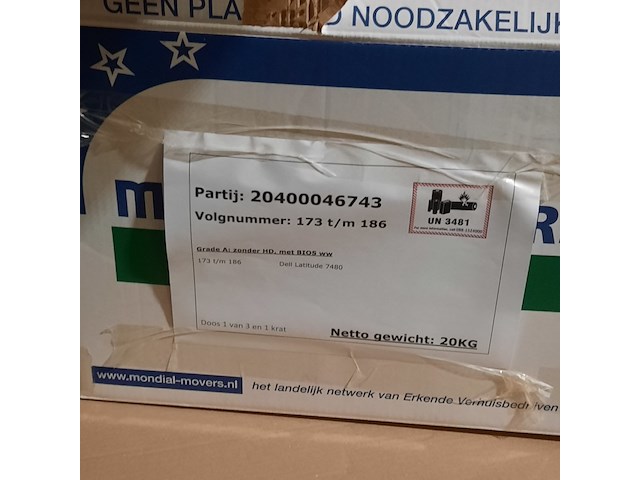 GEEN PLA D NOODZAKELIJK
Partij: 20400046743
Volgnummer: 173 t/m 186
UN 3481
Grade A: zonder HD, met BIOS ww
173 t/m 186 Dell Latitude 7480
Doos 1 van 3 en 1 krat
Netto gewicht: 20KG
www.mondial-movers.nl
het landelijk netwerk van Erkende Verhuisbedrijven